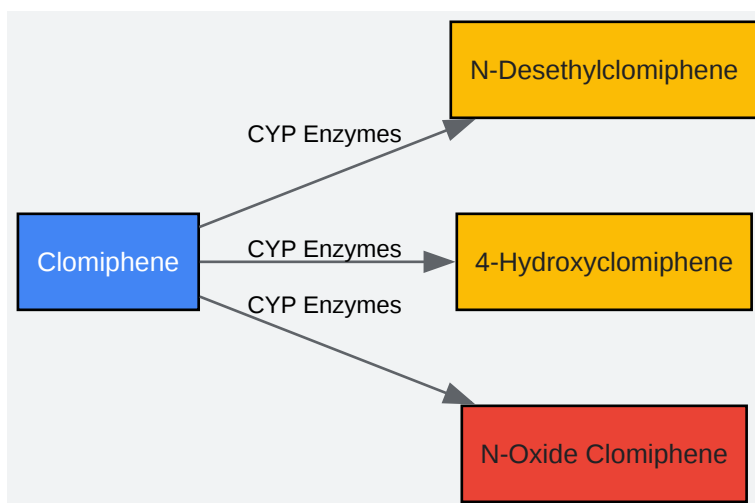 N-Desethylclomiphene
CYP Enzymes
Clomiphene
CYP Enzymes
4-Hydroxyclomiphene
CYP Enzymes
N-Oxide Clomiphene